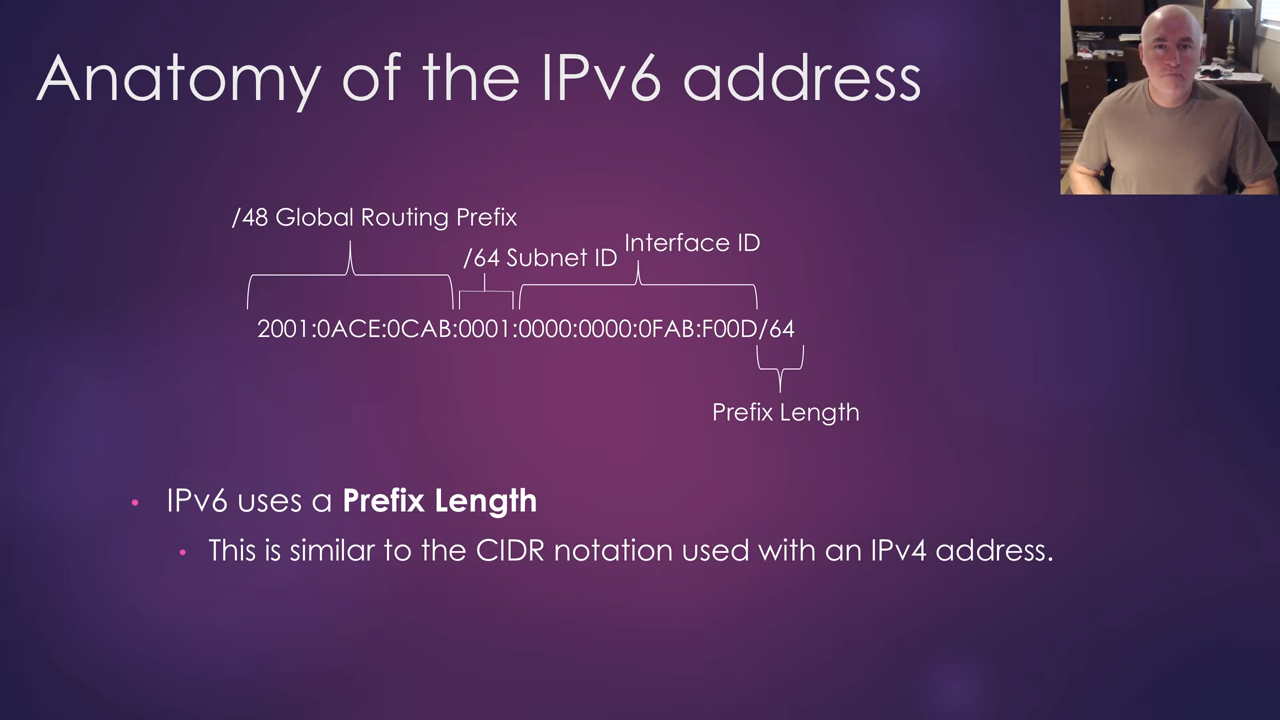 Anatomy of the IPv6 address
/48 Global Routing Prefix
/64 Subnet ID
Interface ID
2001:0ACE:0CAB:0001:0000:0000:0FAB:F00D/64
Prefix Length
• IPv6 uses a Prefix Length
• This is similar to the CIDR notation used with an IPv4 address.